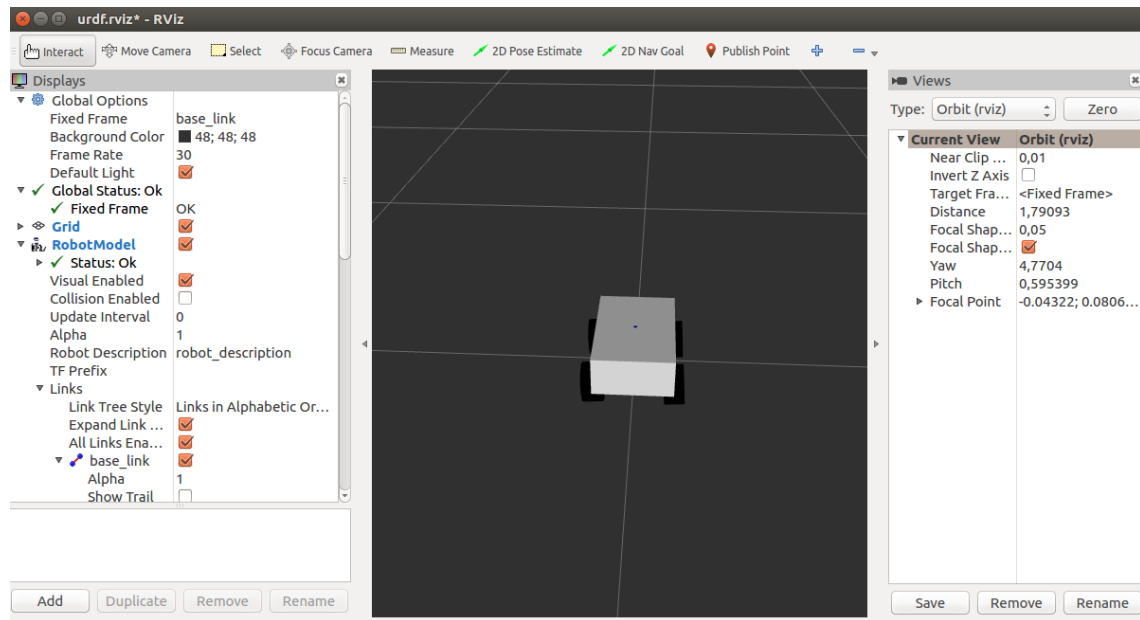 urdf.rviz* - RViz
Interact Move Camera Select Focus Camera Measure 2D Pose Estimate 2D Nav Goal Publish Point
Displays
Global Options
Fixed Frame base_link
Background Color 48; 48; 48
Frame Rate 30
Default Light
Global Status: Ok
Fixed Frame OK
Grid
RobotModel
Status: Ok
Visual Enabled
Collision Enabled
Update Interval 0
Alpha 1
Robot Description robot_description
TF Prefix
Links
Link Tree Style Links in Alphabetic Or...
Expand Link ...
All Links Ena...
base_link
Alpha 1
Show Trail
Add Duplicate Remove Rename
Views
Type: Orbit (rviz) Zero
Current View Orbit (rviz)
Near Clip ... 0,01
Invert Z Axis
Target Fra... <Fixed Frame>
Distance 1,79093
Focal Shap... 0,05
Focal Shap...
Yaw 4,7704
Pitch 0,595399
Focal Point -0.04322; 0.0806...
Save Remove Rename